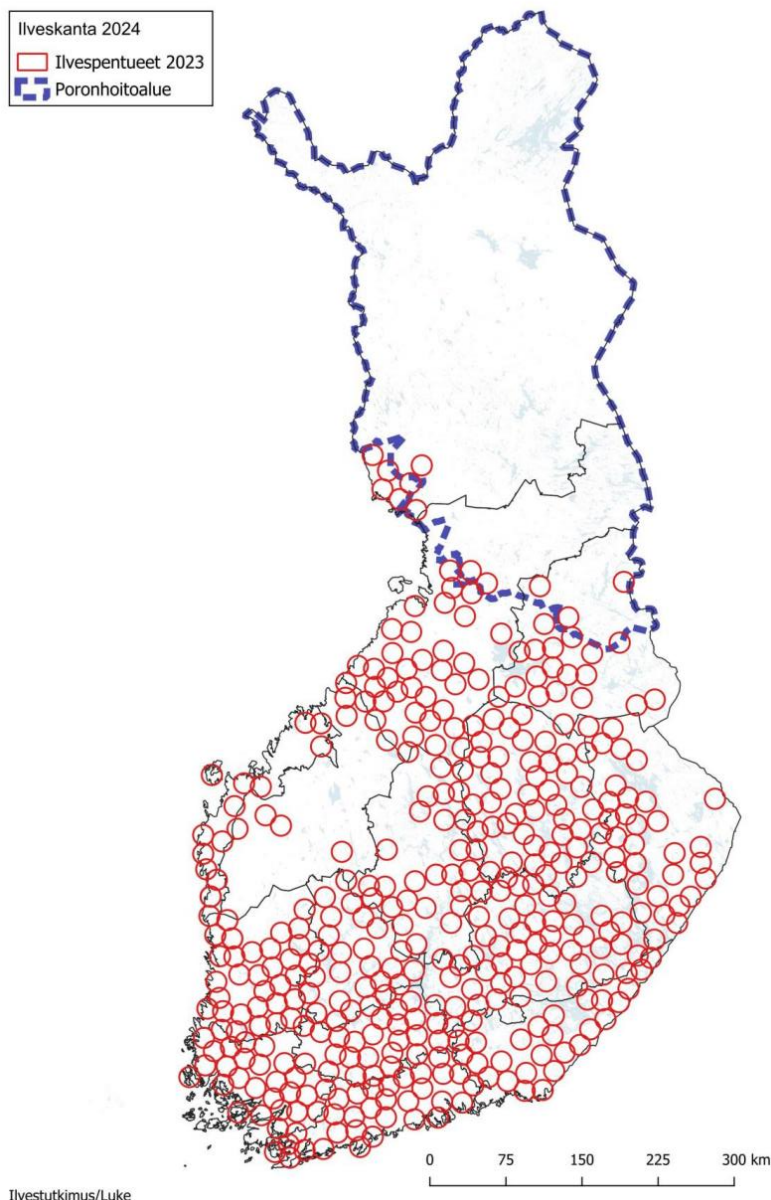 Ilveskanta 2024
Ilvespentueet 2023
Poronhoitoalue
0 75 150 225 300 km
Ilvestutkimus/Luke